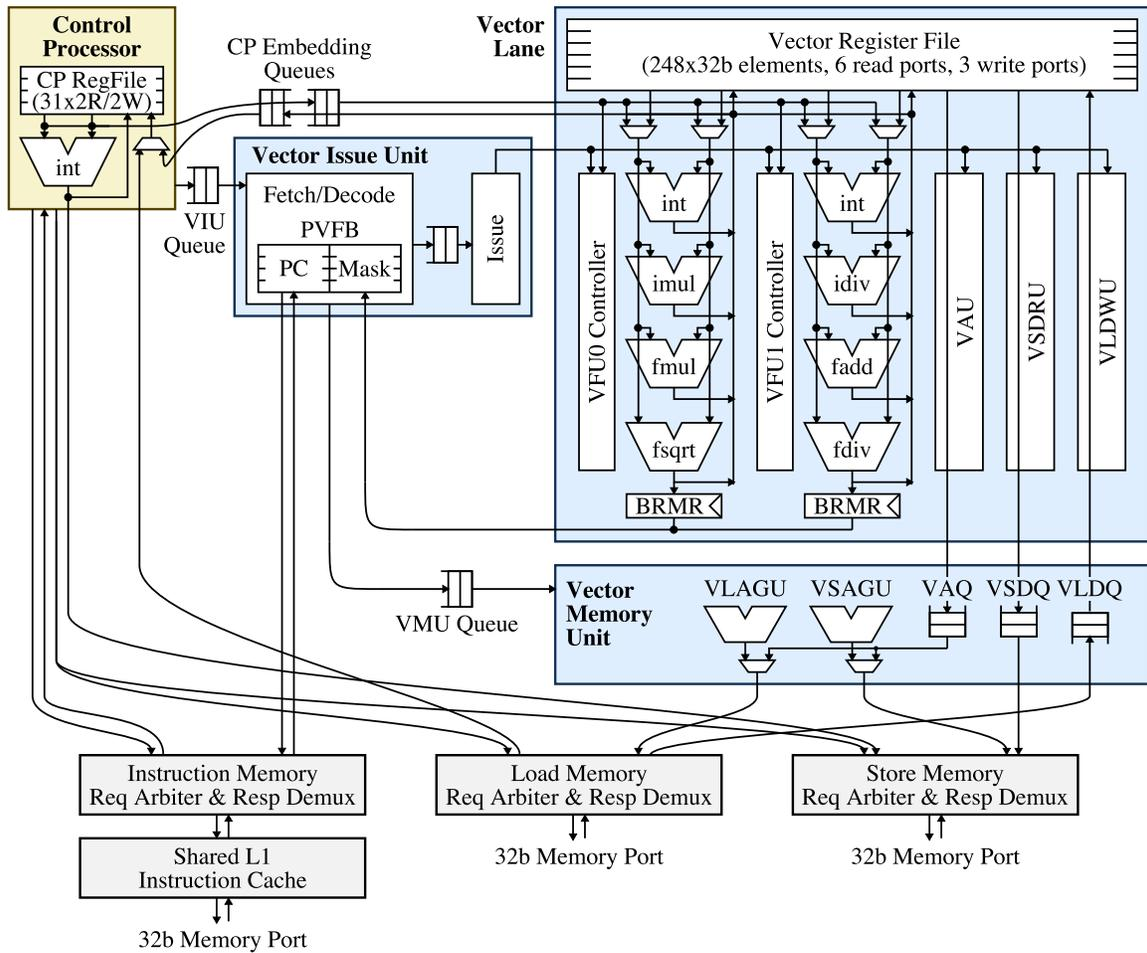 Control
Processor
CP RegFile
(31x2R/2W)
int
CP Embedding
Queues
VIU
Queue
Vector Issue Unit
Fetch/Decode
PVFB
PC
Mask
Issue
Vector
Lane
Vector Register File
(248x32b elements, 6 read ports, 3 write ports)
VFU0 Controller
int
imul
fmul
fsqrt
BRMR
VFU1 Controller
int
idiv
fadd
fdiv
BRMR
VAU
VSDRU
VLDWU
VMU Queue
Vector
Memory
Unit
VLAGU
VSAGU
VAQ
VSDQ
VLDQ
Instruction Memory
Req Arbiter & Resp Demux
Load Memory
Req Arbiter & Resp Demux
Store Memory
Req Arbiter & Resp Demux
Shared L1
Instruction Cache
32b Memory Port
32b Memory Port
32b Memory Port